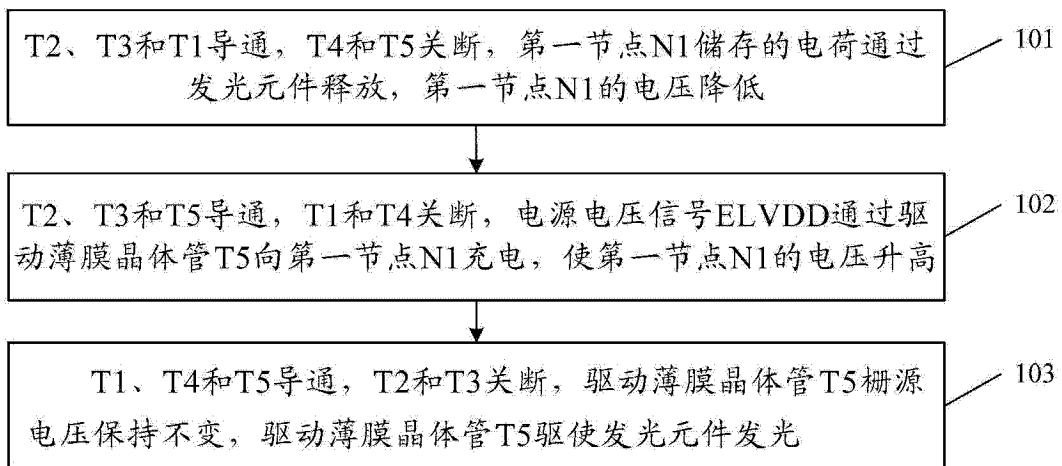 T2、T3和T1导通，T4和T5关断，第一节点N1储存的电荷通过
发光元件释放，第一节点N1的电压降低
101
T2、T3和T5导通，T1和T4关断，电源电压信号ELVDD通过驱
动薄膜晶体管T5向第一节点N1充电，使第一节点N1的电压升高
102
T1、T4和T5导通，T2和T3关断，驱动薄膜晶体管T5栅源
电压保持不变，驱动薄膜晶体管T5驱使发光元件发光
103